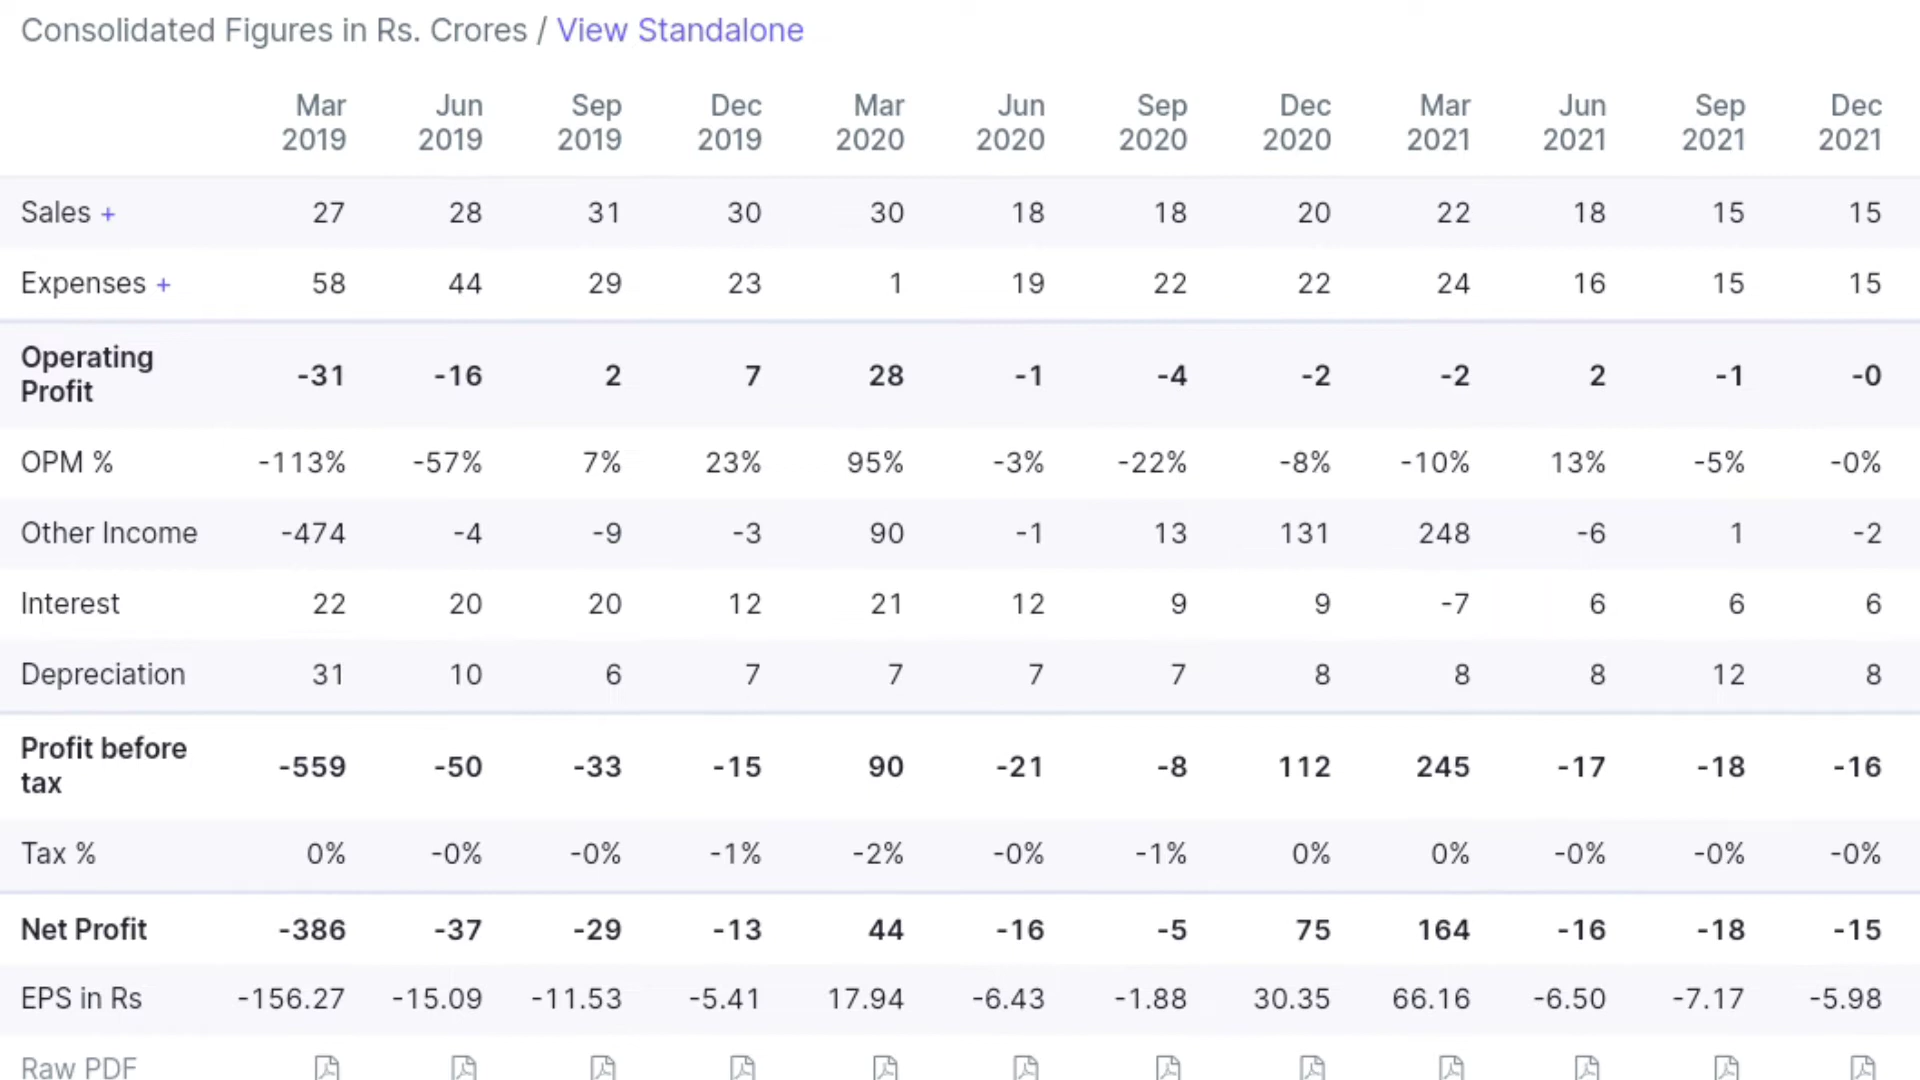 Consolidated Figures in Rs. Crores / View Standalone
Mar 2019 Jun 2019 Sep 2019 Dec 2019 Mar 2020 Jun 2020 Sep 2020 Dec 2020 Mar 2021 Jun 2021 Sep 2021 Dec 2021
Sales + 27 28 31 30 30 18 18 20 22 18 15 15
Expenses + 58 44 29 23 1 19 22 22 24 16 15 15
Operating Profit -31 -16 2 7 28 -1 -4 -2 -2 2 -1 -0
OPM % -113% -57% 7% 23% 95% -3% -22% -8% -10% 13% -5% -0%
Other Income -474 -4 -9 -3 90 -1 13 131 248 -6 1 -2
Interest 22 20 20 12 21 12 9 9 -7 6 6 6
Depreciation 31 10 6 7 7 7 7 8 8 8 12 8
Profit before tax -559 -50 -33 -15 90 -21 -8 112 245 -17 -18 -16
Tax % 0% -0% -0% -1% -2% -0% -1% 0% 0% -0% -0% -0%
Net Profit -386 -37 -29 -13 44 -16 -5 75 164 -16 -18 -15
EPS in Rs -156.27 -15.09 -11.53 -5.41 17.94 -6.43 -1.88 30.35 66.16 -6.50 -7.17 -5.98
Raw PDF